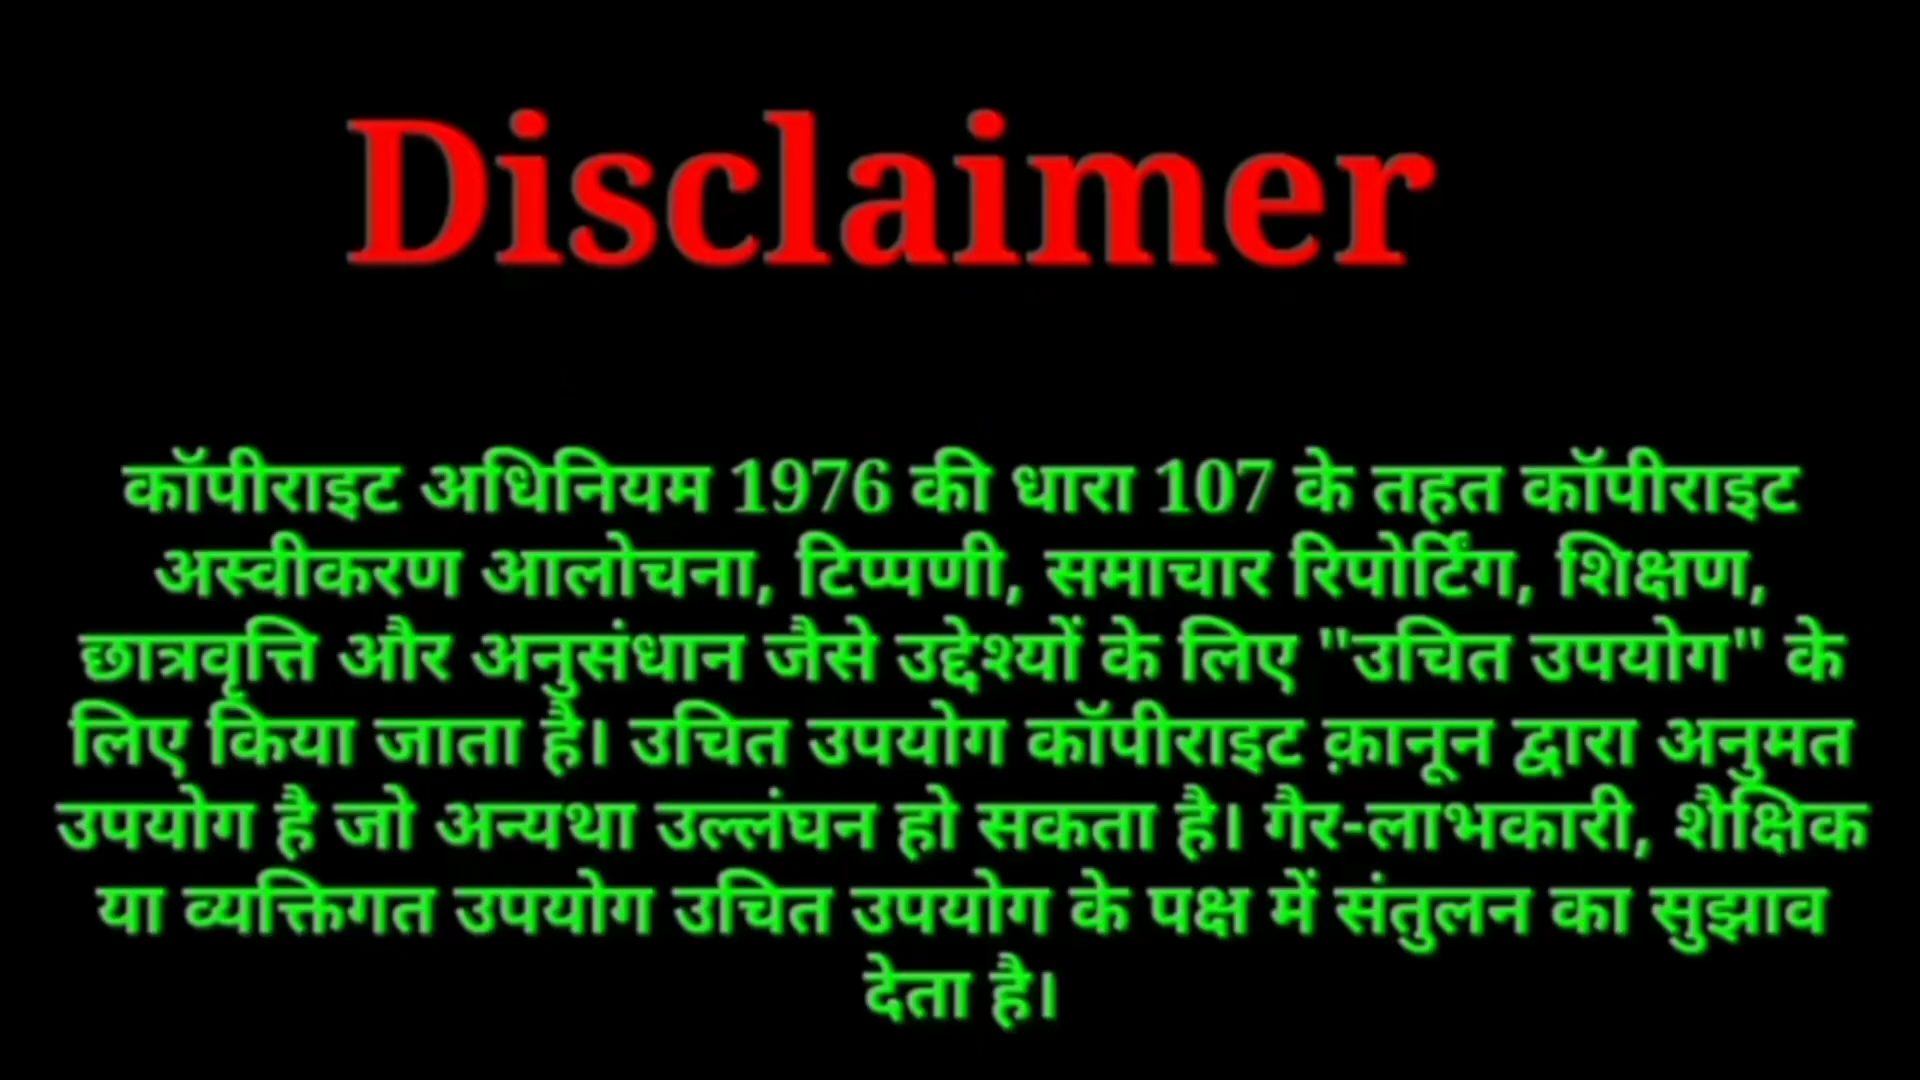 Disclaimer
कॉपीराइट अधिनियम 1976 की धारा 107 के तहत कॉपीराइट
अस्वीकरण आलोचना, टिप्पणी, समाचार रिपोर्टिंग, शिक्षण,
छात्रवृत्ति और अनुसंधान जैसे उद्देश्यों के लिए "उचित उपयोग" के
लिए किया जाता है। उचित उपयोग कॉपीराइट क़ानून द्वारा अनुमत
उपयोग है जो अन्यथा उल्लंघन हो सकता है। गैर-लाभकारी, शैक्षिक
या व्यक्तिगत उपयोग उचित उपयोग के पक्ष में संतुलन का सुझाव
देता है।